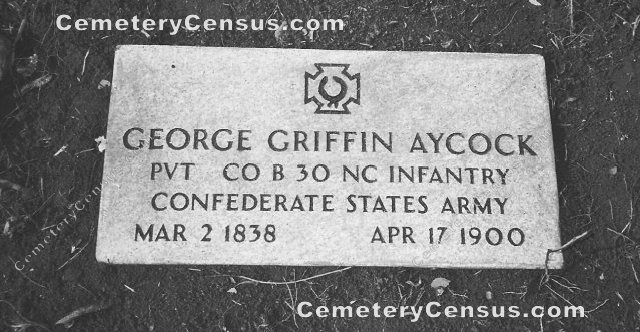 CemeteryCensus.com
GEORGE GRIFFIN AYCOCK
PVT CO B 30 NC INFANTRY
CONFEDERATE STATES ARMY
MAR 2 1838 APR 17 1900
CemeteryCensus.com